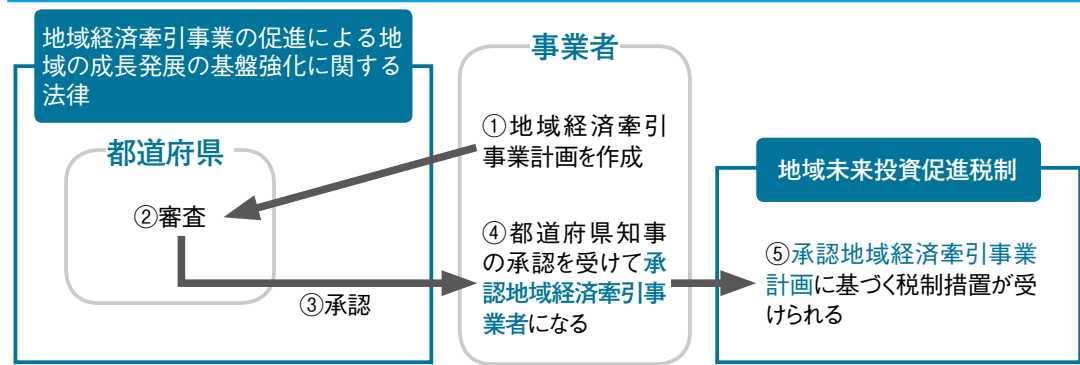 地域経済牽引事業の促進による地
域の成長発展の基盤強化に関する
法律
都道府県
②審査
③承認
事業者
①地域経済牽引
事業計画を作成
④都道府県知事
の承認を受けて承
認地域経済牽引事
業者になる
地域未来投資促進税制
⑤承認地域経済牽引事業
計画に基づく税制措置が受
けられる